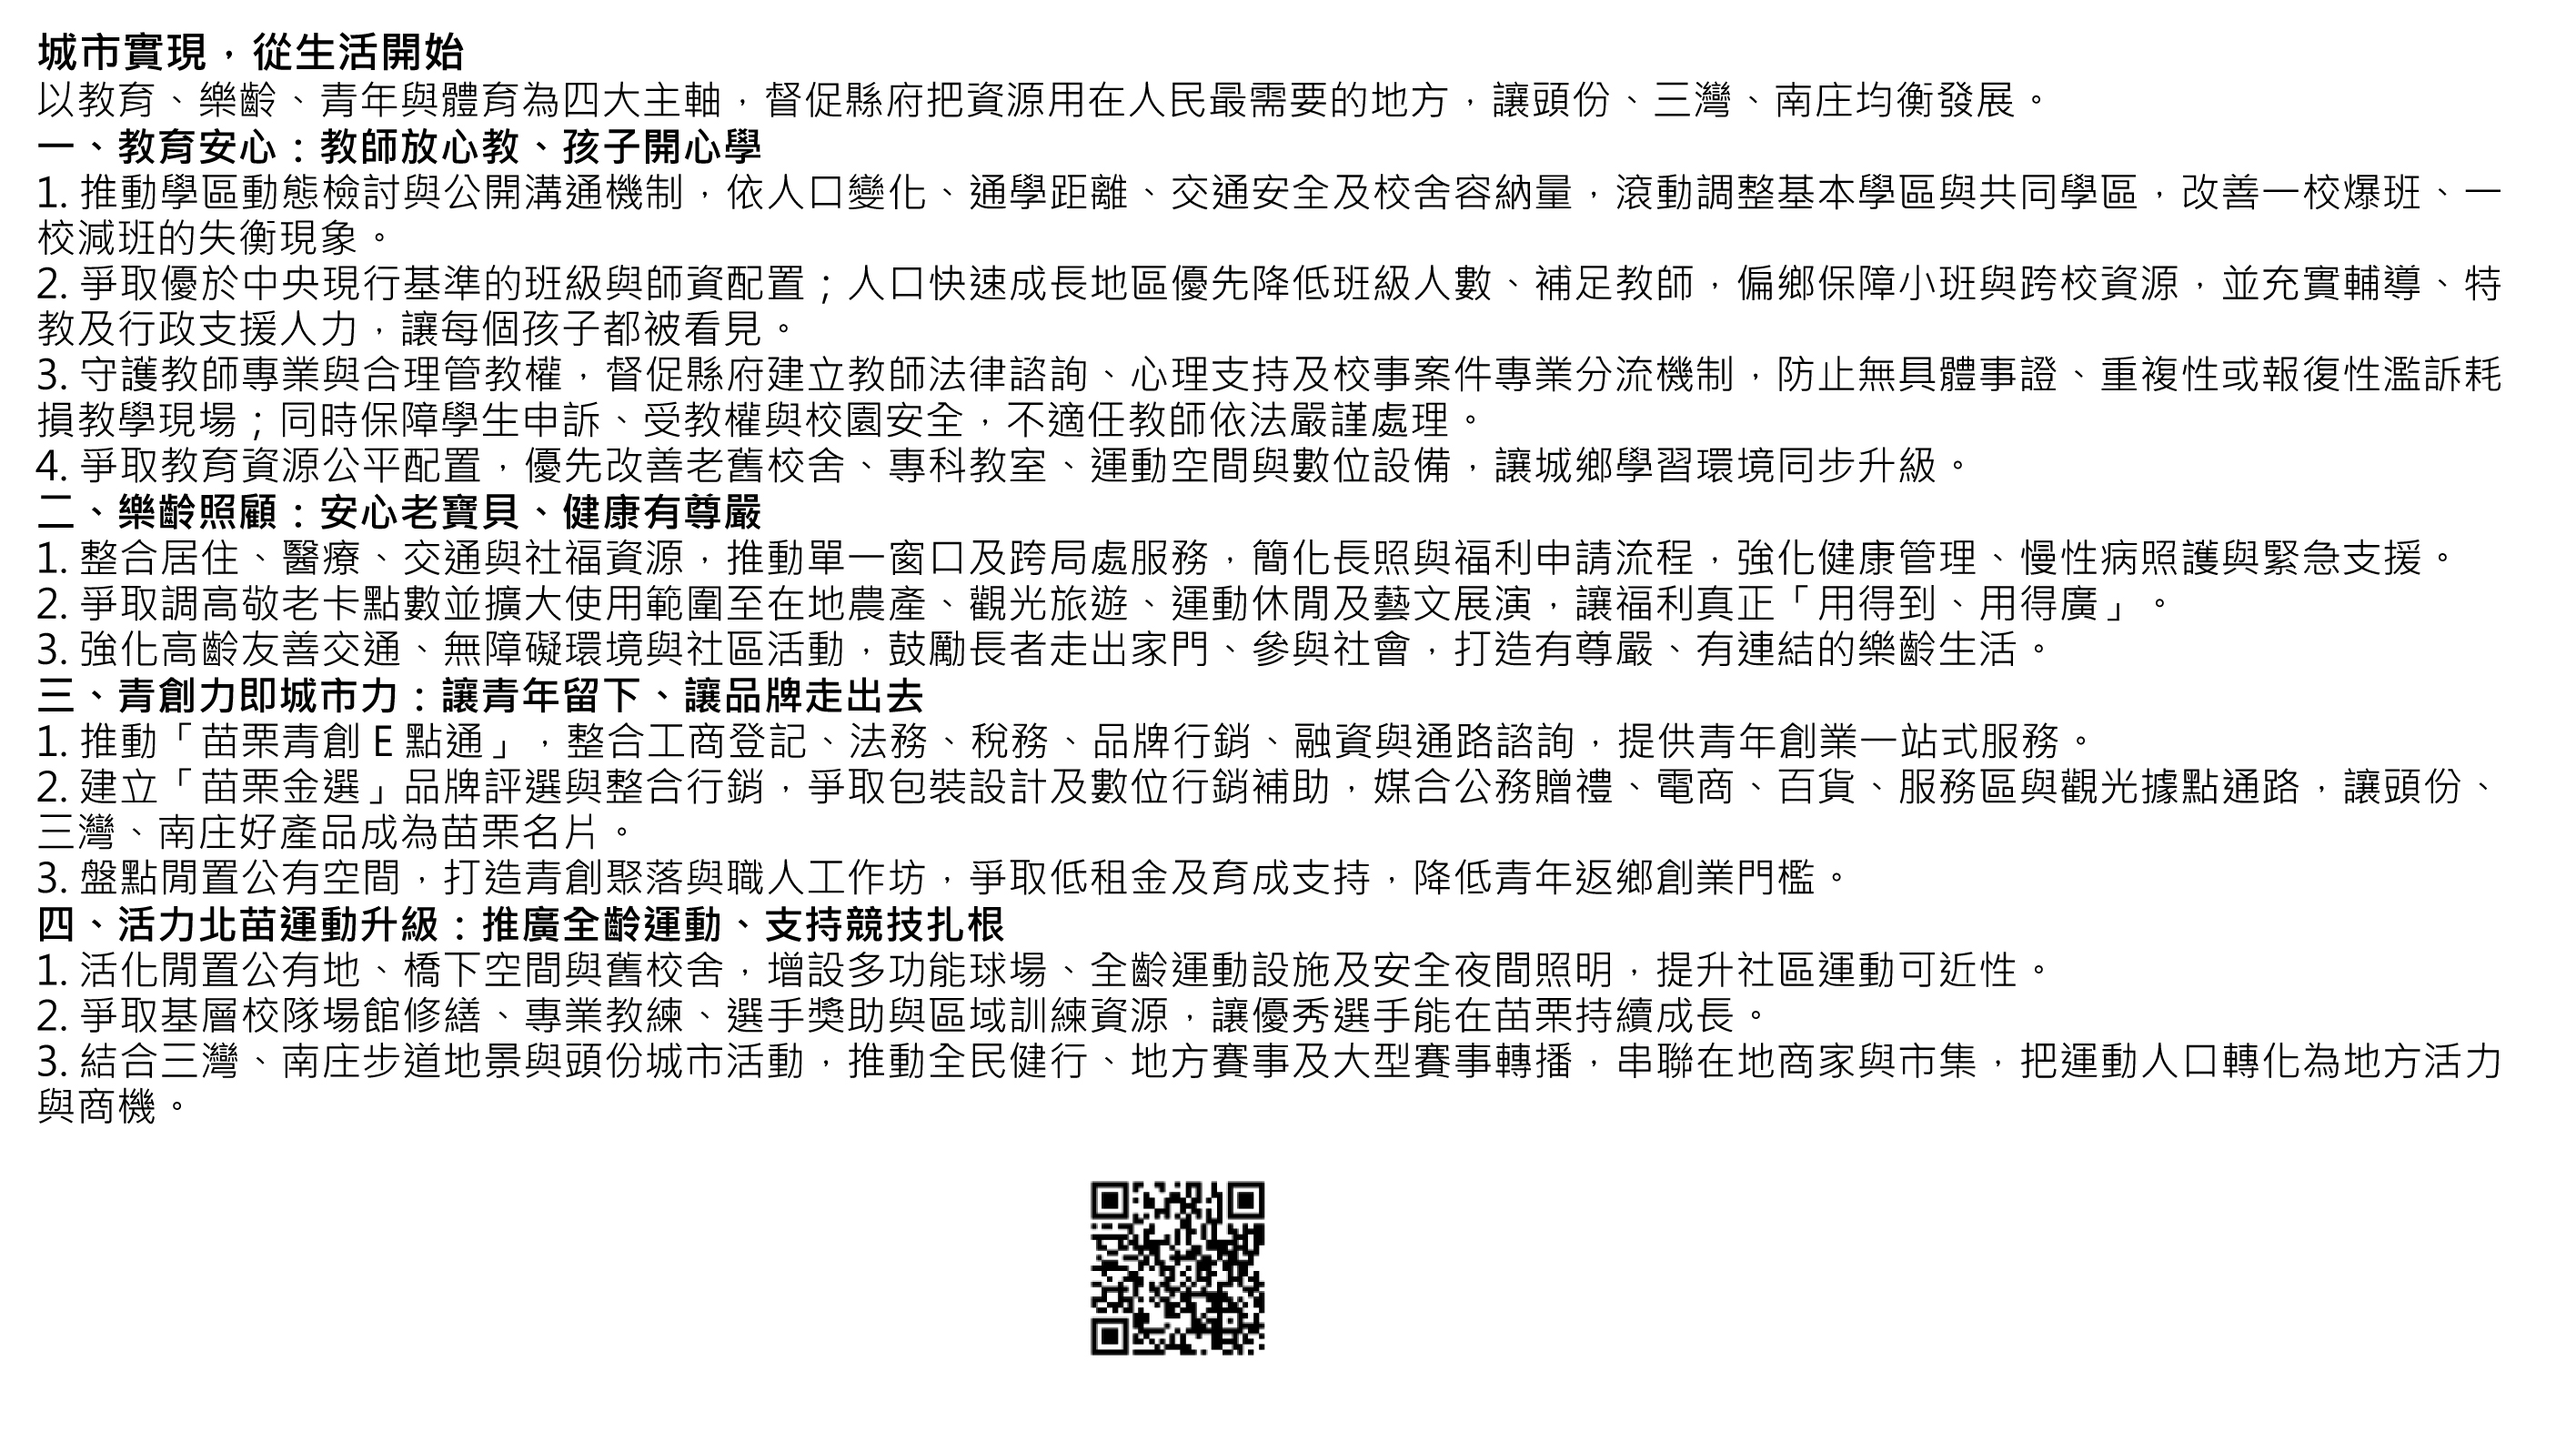 城市實現，從生活開始
以教育、樂齡、青年與體育為四大主軸，督促縣府把資源用在人民最需要的地方，讓頭份、三灣、南庄均衡發展。
一、教育安心：教師放心教、孩子開心學
1. 推動學區動態檢討與公開溝通機制，依人口變化、通學距離、交通安全及校舍容納量，滾動調整基本學區與共同學區，改善一校爆班、一
校減班的失衡現象。
2. 爭取優於中央現行基準的班級與師資配置；人口快速成長地區優先降低班級人數、補足教師，偏鄉保障小班與跨校資源，並充實輔導、特
教及行政支援人力，讓每個孩子都被看見。
3. 守護教師專業與合理管教權，督促縣府建立教師法律諮詢、心理支持及校事案件專業分流機制，防止無具體事證、重複性或報復性濫訴耗
損教學現場；同時保障學生申訴、受教權與校園安全，不適任教師依法嚴謹處理。
4. 爭取教育資源公平配置，優先改善老舊校舍、專科教室、運動空間與數位設備，讓城鄉學習環境同步升級。
二、樂齡照顧：安心老寶貝、健康有尊嚴
1. 整合居住、醫療、交通與社福資源，推動單一窗口及跨局處服務，簡化長照與福利申請流程，強化健康管理、慢性病照護與緊急支援。
2. 爭取調高敬老卡點數並擴大使用範圍至在地農產、觀光旅遊、運動休閒及藝文展演，讓福利真正「用得到、用得廣」。
3. 強化高齡友善交通、無障礙環境與社區活動，鼓勵長者走出家門、參與社會，打造有尊嚴、有連結的樂齡生活。
三、青創力即城市力：讓青年留下、讓品牌走出去
1. 推動「苗栗青創 E 點通」，整合工商登記、法務、稅務、品牌行銷、融資與通路諮詢，提供青年創業一站式服務。
2. 建立「苗栗金選」品牌評選與整合行銷，爭取包裝設計及數位行銷補助，媒合公務贈禮、電商、百貨、服務區與觀光據點通路，讓頭份、
三灣、南庄好產品成為苗栗名片。
3. 盤點閒置公有空間，打造青創聚落與職人工作坊，爭取低租金及育成支持，降低青年返鄉創業門檻。
四、活力北苗運動升級：推廣全齡運動、支持競技扎根
1. 活化閒置公有地、橋下空間與舊校舍，增設多功能球場、全齡運動設施及安全夜間照明，提升社區運動可近性。
2. 爭取基層校隊場館修繕、專業教練、選手獎助與區域訓練資源，讓優秀選手能在苗栗持續成長。
3. 結合三灣、南庄步道地景與頭份城市活動，推動全民健行、地方賽事及大型賽事轉播，串聯在地商家與市集，把運動人口轉化為地方活力
與商機。